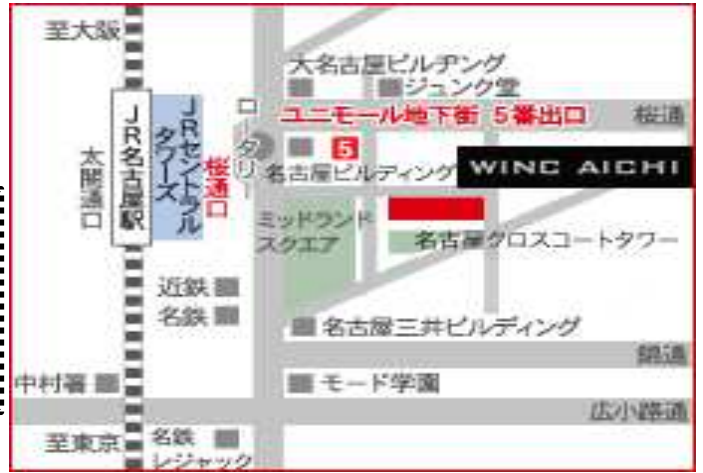 至大阪
大名古屋ビルヂング
ジュンク堂
ユニモール地下街 5番出口
桜通
ロータリー
JRセントラルタワーズ
JR名古屋駅
桜通口
太閤通口
5
名古屋ビルディング
WINC AICHI
ミッドランド
スクエア
名古屋クロスコートタワー
近鉄
名鉄
名古屋三井ビルディング
錦通
中村署
モード学園
広小路通
至東京
名鉄
レジャック